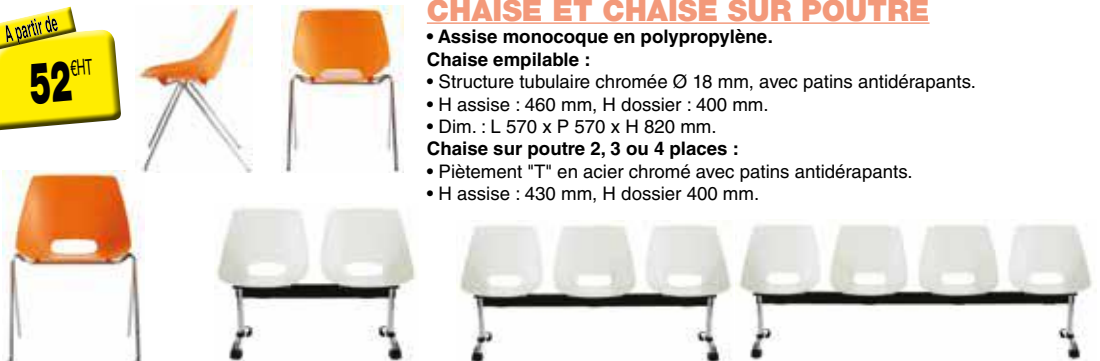 A partir de
52€HT
CHAISE ET CHAISE SUR POUTRE
• Assise monocoque en polypropylène.
Chaise empilable :
• Structure tubulaire chromée Ø 18 mm, avec patins antidérapants.
• H assise : 460 mm, H dossier : 400 mm.
• Dim. : L 570 x P 570 x H 820 mm.
Chaise sur poutre 2, 3 ou 4 places :
• Piètement "T" en acier chromé avec patins antidérapants.
• H assise : 430 mm, H dossier 400 mm.